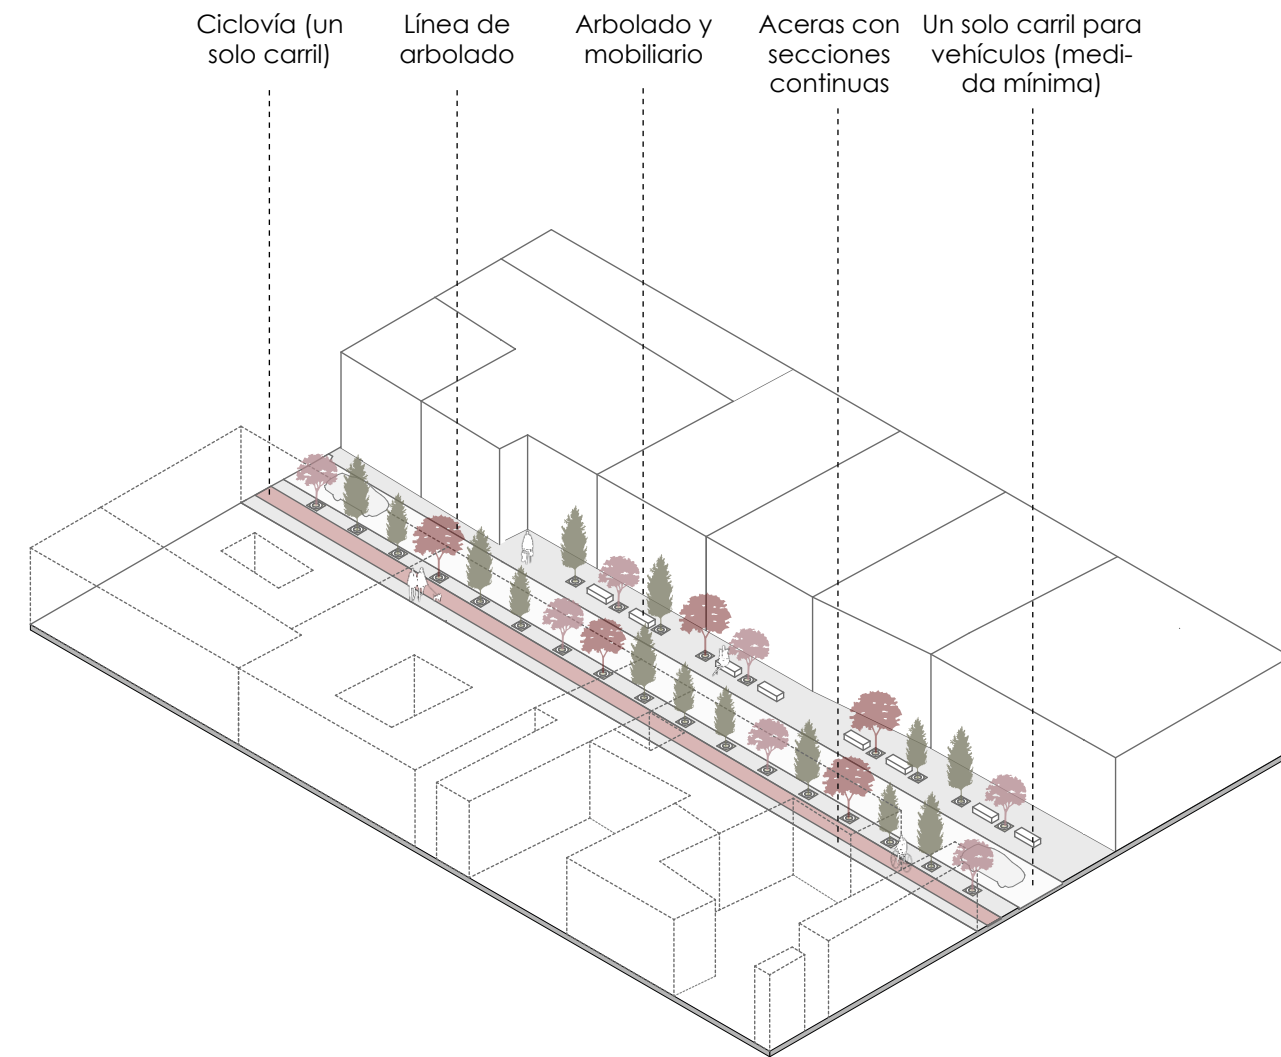 Ciclovía (un
solo carril)
Línea de
arbolado
Arbolado y
mobiliario
Aceras con
secciones
continuas
Un solo carril para
vehículos (medi-
da mínima)